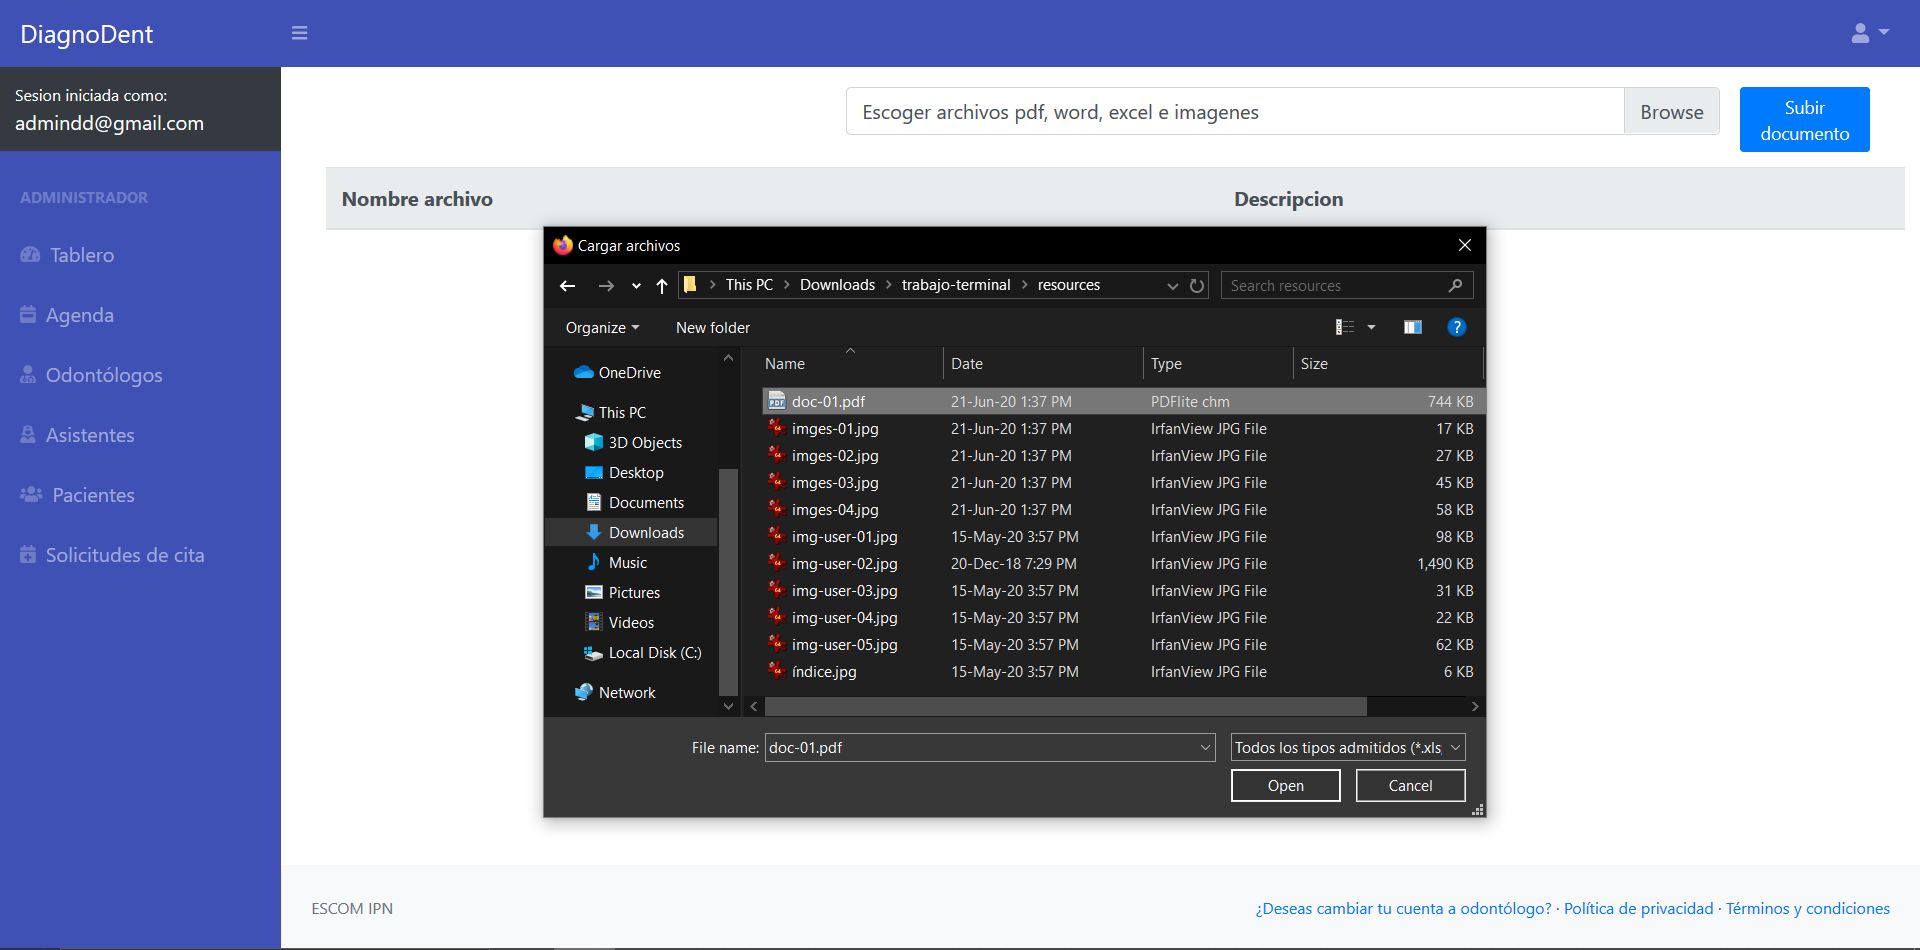 DiagnoDent
Sesion iniciada como:
admindd@gmail.com
ADMINISTRADOR
Tablero
Agenda
Odontólogos
Asistentes
Pacientes
Solicitudes de cita
Escoger archivos pdf, word, excel e imagenes
Browse
Subir
documento
Nombre archivo Descripcion
Cargar archivos
This PC Downloads trabajo-terminal resources
Search resources
Organize New folder
?
OneDrive
This PC
3D Objects
Desktop
Documents
Downloads
Music
Pictures
Videos
Local Disk (C:)
Network
Name Date Type Size
doc-01.pdf 21-Jun-20 1:37 PM PDFlite chm 744 KB
imges-01.jpg 21-Jun-20 1:37 PM IrfanView JPG File 17 KB
imges-02.jpg 21-Jun-20 1:37 PM IrfanView JPG File 27 KB
imges-03.jpg 21-Jun-20 1:37 PM IrfanView JPG File 45 KB
imges-04.jpg 21-Jun-20 1:37 PM IrfanView JPG File 58 KB
img-user-01.jpg 15-May-20 3:57 PM IrfanView JPG File 98 KB
img-user-02.jpg 20-Dec-18 7:29 PM IrfanView JPG File 1,490 KB
img-user-03.jpg 15-May-20 3:57 PM IrfanView JPG File 31 KB
img-user-04.jpg 15-May-20 3:57 PM IrfanView JPG File 22 KB
img-user-05.jpg 15-May-20 3:57 PM IrfanView JPG File 62 KB
índice.jpg 15-May-20 3:57 PM IrfanView JPG File 6 KB
File name: doc-01.pdf Todos los tipos admitidos (*.xls,
Open Cancel
ESCOM IPN
¿Deseas cambiar tu cuenta a odontólogo? · Política de privacidad · Términos y condiciones